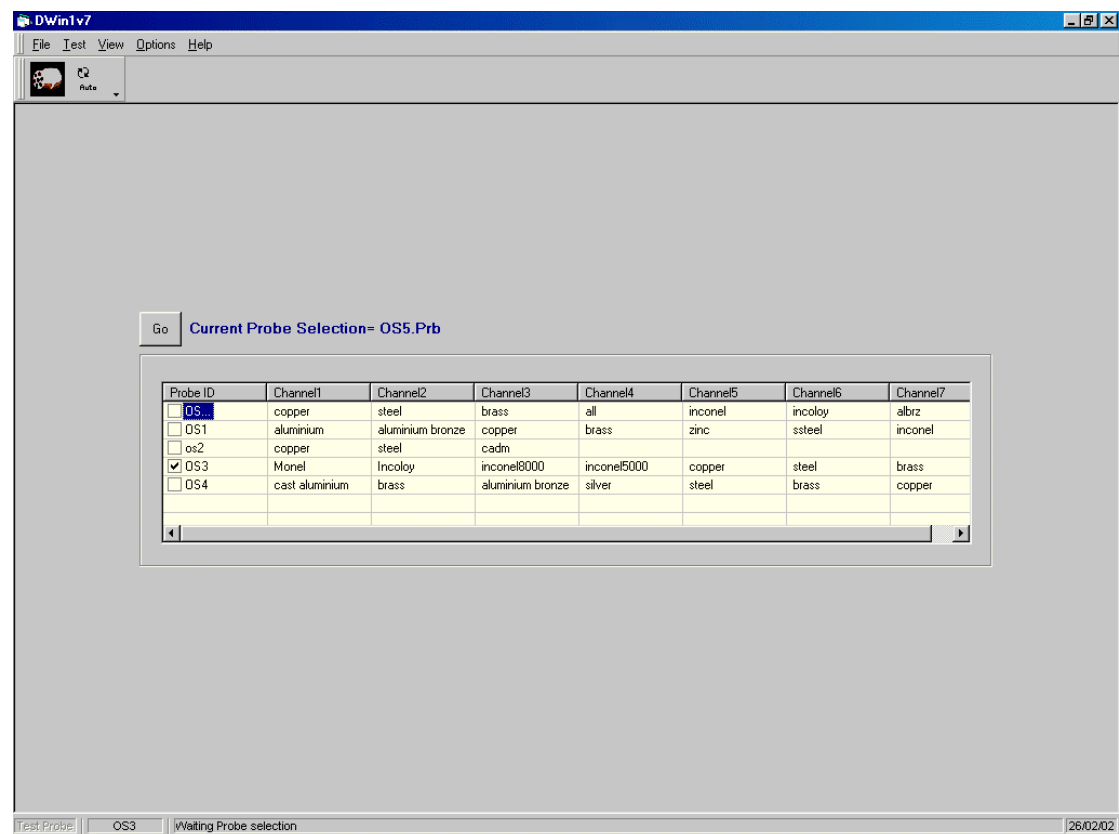 DWin1v7
File Test View Options Help
Auto
Go Current Probe Selection= OS5.Prb
Probe ID Channel1 Channel2 Channel3 Channel4 Channel5 Channel6 Channel7
OS... copper steel brass all inconel incoloy albrz
OS1 aluminium aluminium bronze copper brass zinc ssteel inconel
os2 copper steel cadm
OS3 Monel Incoloy inconel8000 inconel5000 copper steel brass
OS4 cast aluminium brass aluminium bronze silver steel brass copper
Test Probe OS3 Waiting Probe selection 26/02/02